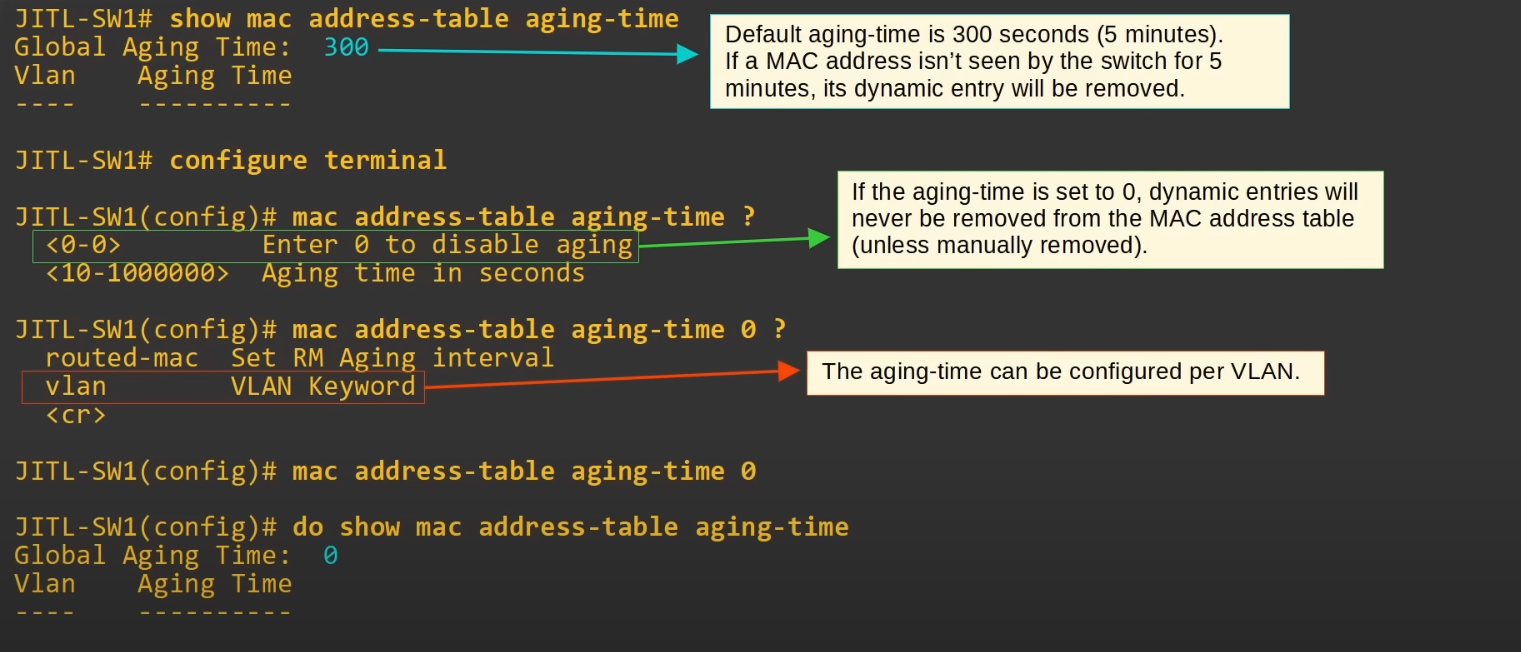 JITL-SW1# show mac address-table aging-time
Global Aging Time:  300
Vlan    Aging Time
----    ----------
Default aging-time is 300 seconds (5 minutes).
If a MAC address isn’t seen by the switch for 5
minutes, its dynamic entry will be removed.
JITL-SW1# configure terminal
JITL-SW1(config)# mac address-table aging-time ?
  <0-0>         Enter 0 to disable aging
  <10-1000000>  Aging time in seconds
If the aging-time is set to 0, dynamic entries will
never be removed from the MAC address table
(unless manually removed).
JITL-SW1(config)# mac address-table aging-time 0 ?
  routed-mac  Set RM Aging interval
  vlan        VLAN Keyword
  <cr>
The aging-time can be configured per VLAN.
JITL-SW1(config)# mac address-table aging-time 0
JITL-SW1(config)# do show mac address-table aging-time
Global Aging Time:  0
Vlan    Aging Time
----    ----------